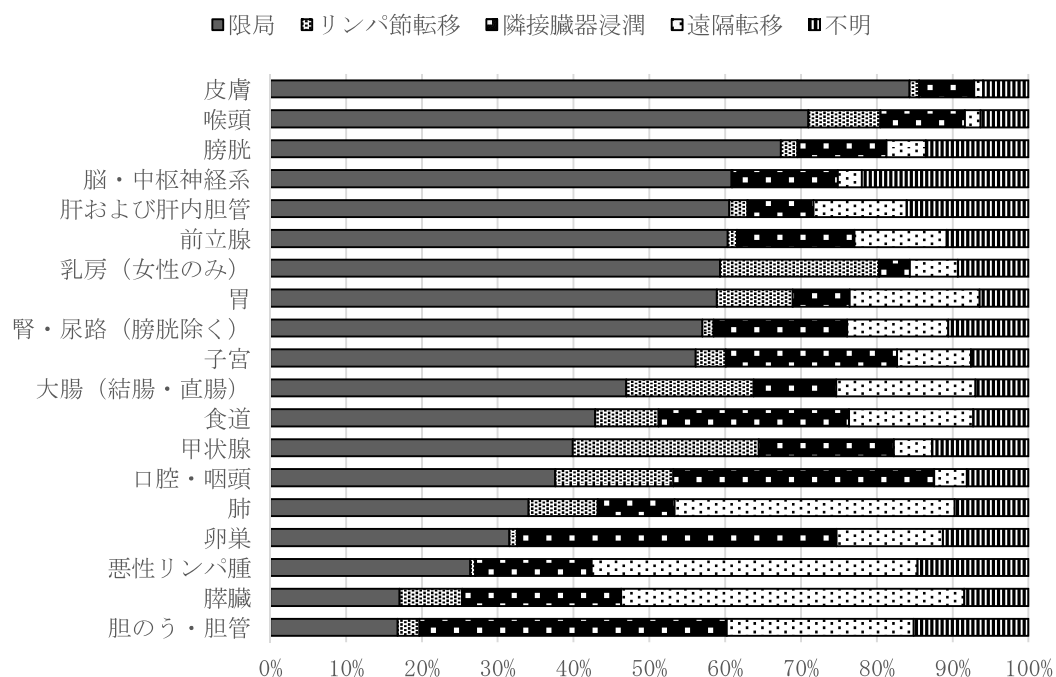 限局 リンパ節転移 隣接臓器浸潤 遠隔転移 不明
皮膚
喉頭
膀胱
脳・中枢神経系
肝および肝内胆管
前立腺
乳房（女性のみ）
胃
腎・尿路（膀胱除く）
子宮
大腸（結腸・直腸）
食道
甲状腺
口腔・咽頭
肺
卵巣
悪性リンパ腫
膵臓
胆のう・胆管
0% 10% 20% 30% 40% 50% 60% 70% 80% 90% 100%